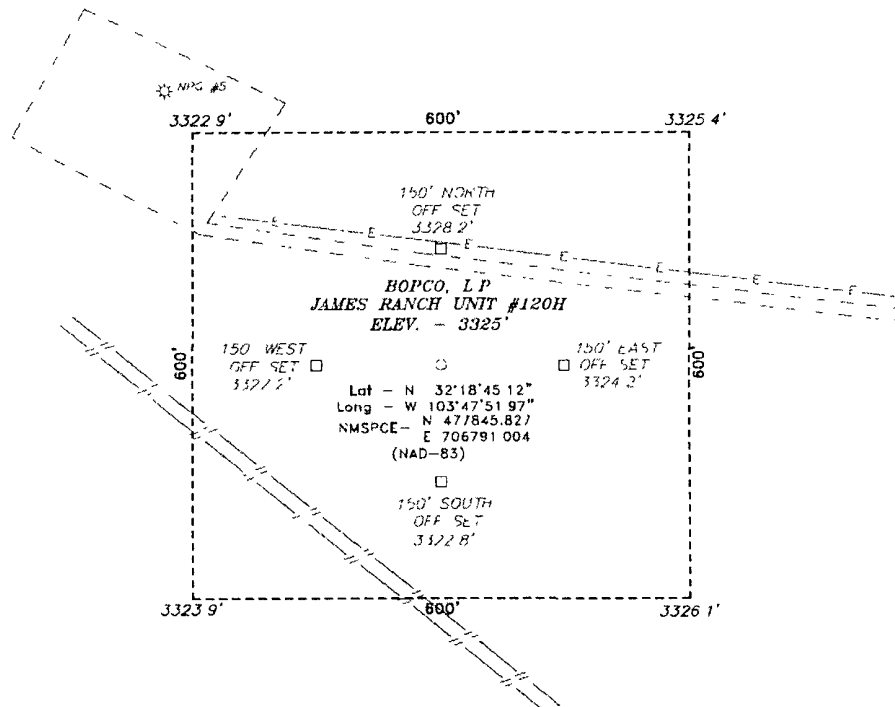 NPG #5
3322 9'
600'
3325 4'
150' NORTH
OFF SET
3328 2'
E
E
E
E
E
E
E
BOPCO, L P
JAMES RANCH UNIT #120H
ELEV. - 3325'
600'
150' WEST
OFF SET
3327.2'
150' EAST
OFF SET
3324 2'
600'
Lat - N 32°18'45 12"
Long - W 103°47'51 97"
NMSPCE- N 477845.827
E 706791 004
(NAD-83)
150' SOUTH
OFF SET
3322 8'
3323 9'
600'
3326 1'